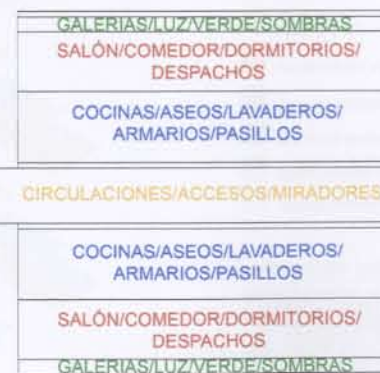 GALERIAS/LUZ/VERDE/SOMBRAS
SALÓN/COMEDOR/DORMITORIOS/
DESPACHOS
COCINAS/ASEOS/LAVADEROS/
ARMARIOS/PASILLOS
CIRCULACIONES/ACCESOS/MIRADORES
COCINAS/ASEOS/LAVADEROS/
ARMARIOS/PASILLOS
SALÓN/COMEDOR/DORMITORIOS/
DESPACHOS
GALERIAS/LUZ/VERDE/SOMBRAS